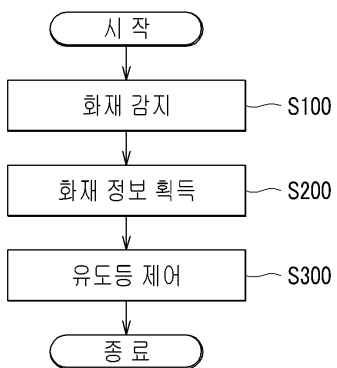 시 작
화재 감지
S100
화재 정보 획득
S200
유도등 제어
S300
종 료